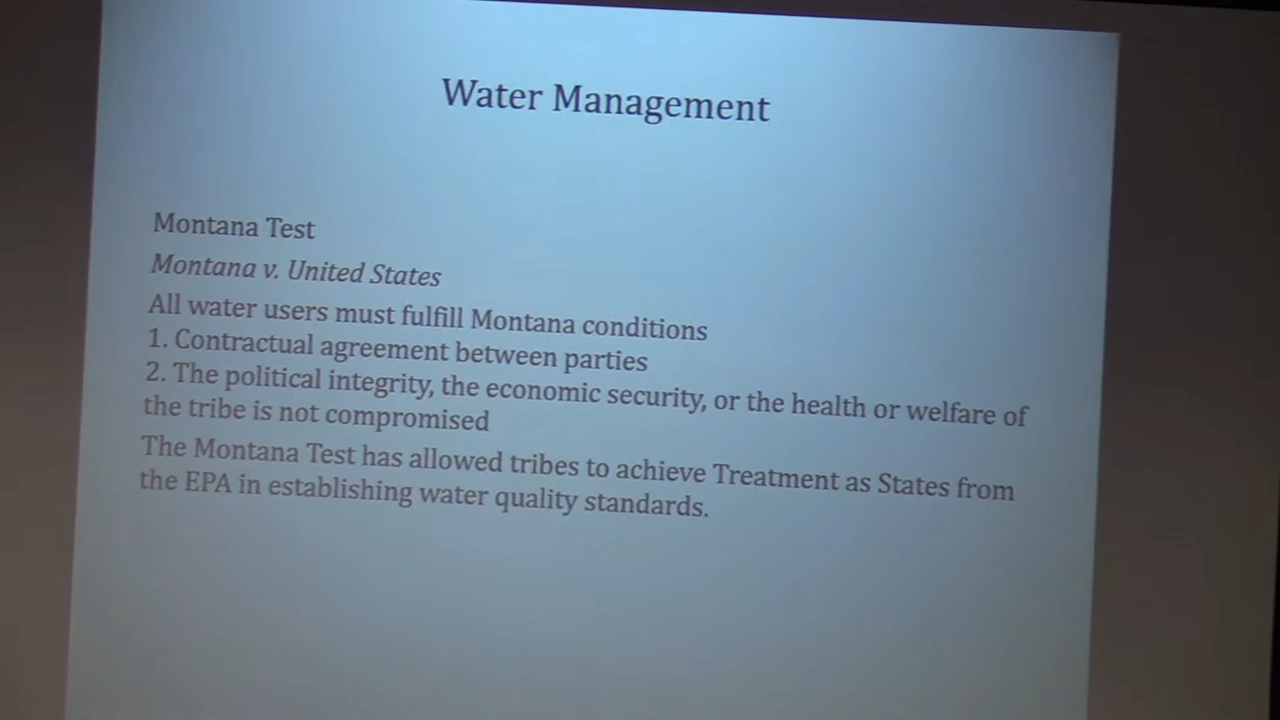 Water Management
Montana Test
Montana v. United States
All water users must fulfill Montana conditions
1. Contractual agreement between parties
2. The political integrity, the economic security, or the health or welfare of
the tribe is not compromised
The Montana Test has allowed tribes to achieve Treatment as States from
the EPA in establishing water quality standards.